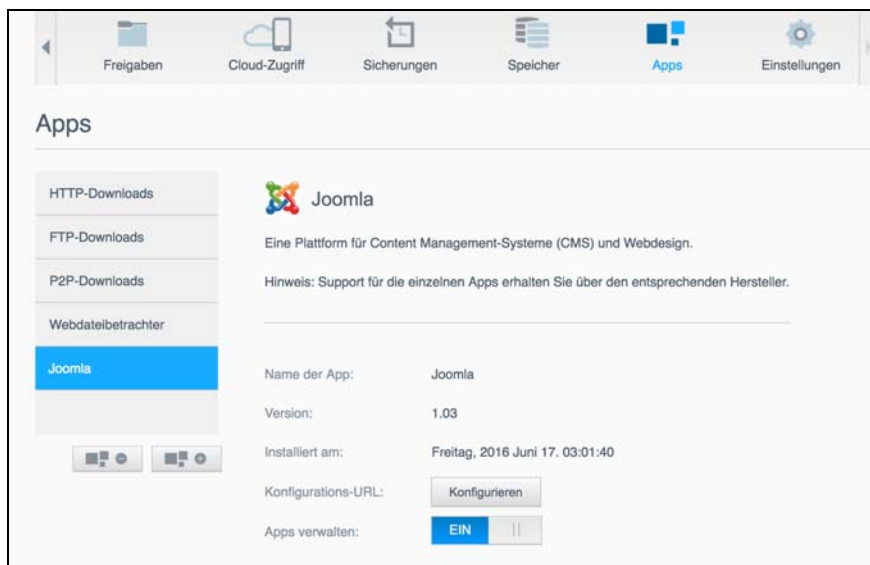 Freigaben Cloud-Zugriff Sicherungen Speicher Apps Einstellungen
Apps
HTTP-Downloads
FTP-Downloads
P2P-Downloads
Webdateibetrachter
Joomla
Joomla
Eine Plattform für Content Management-Systeme (CMS) und Webdesign.
Hinweis: Support für die einzelnen Apps erhalten Sie über den entsprechenden Hersteller.
Name der App: Joomla
Version: 1.03
Installiert am: Freitag, 2016 Juni 17. 03:01:40
Konfigurations-URL: Konfigurieren
Apps verwalten: EIN